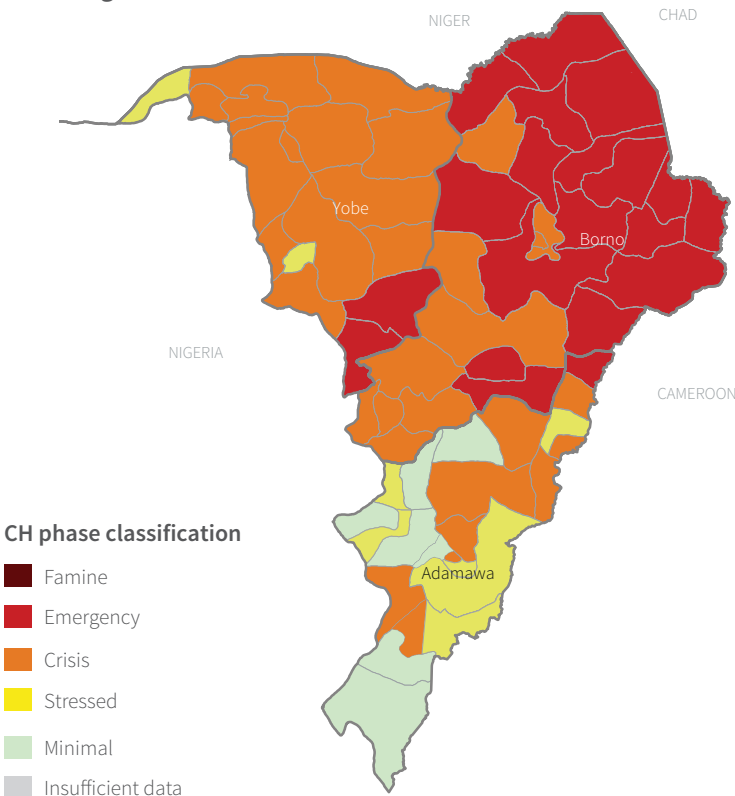 NIGER
CHAD
Yobe
Borno
NIGERIA
CAMEROON
Adamawa
CH phase classification
Famine
Emergency
Crisis
Stressed
Minimal
Insufficient data